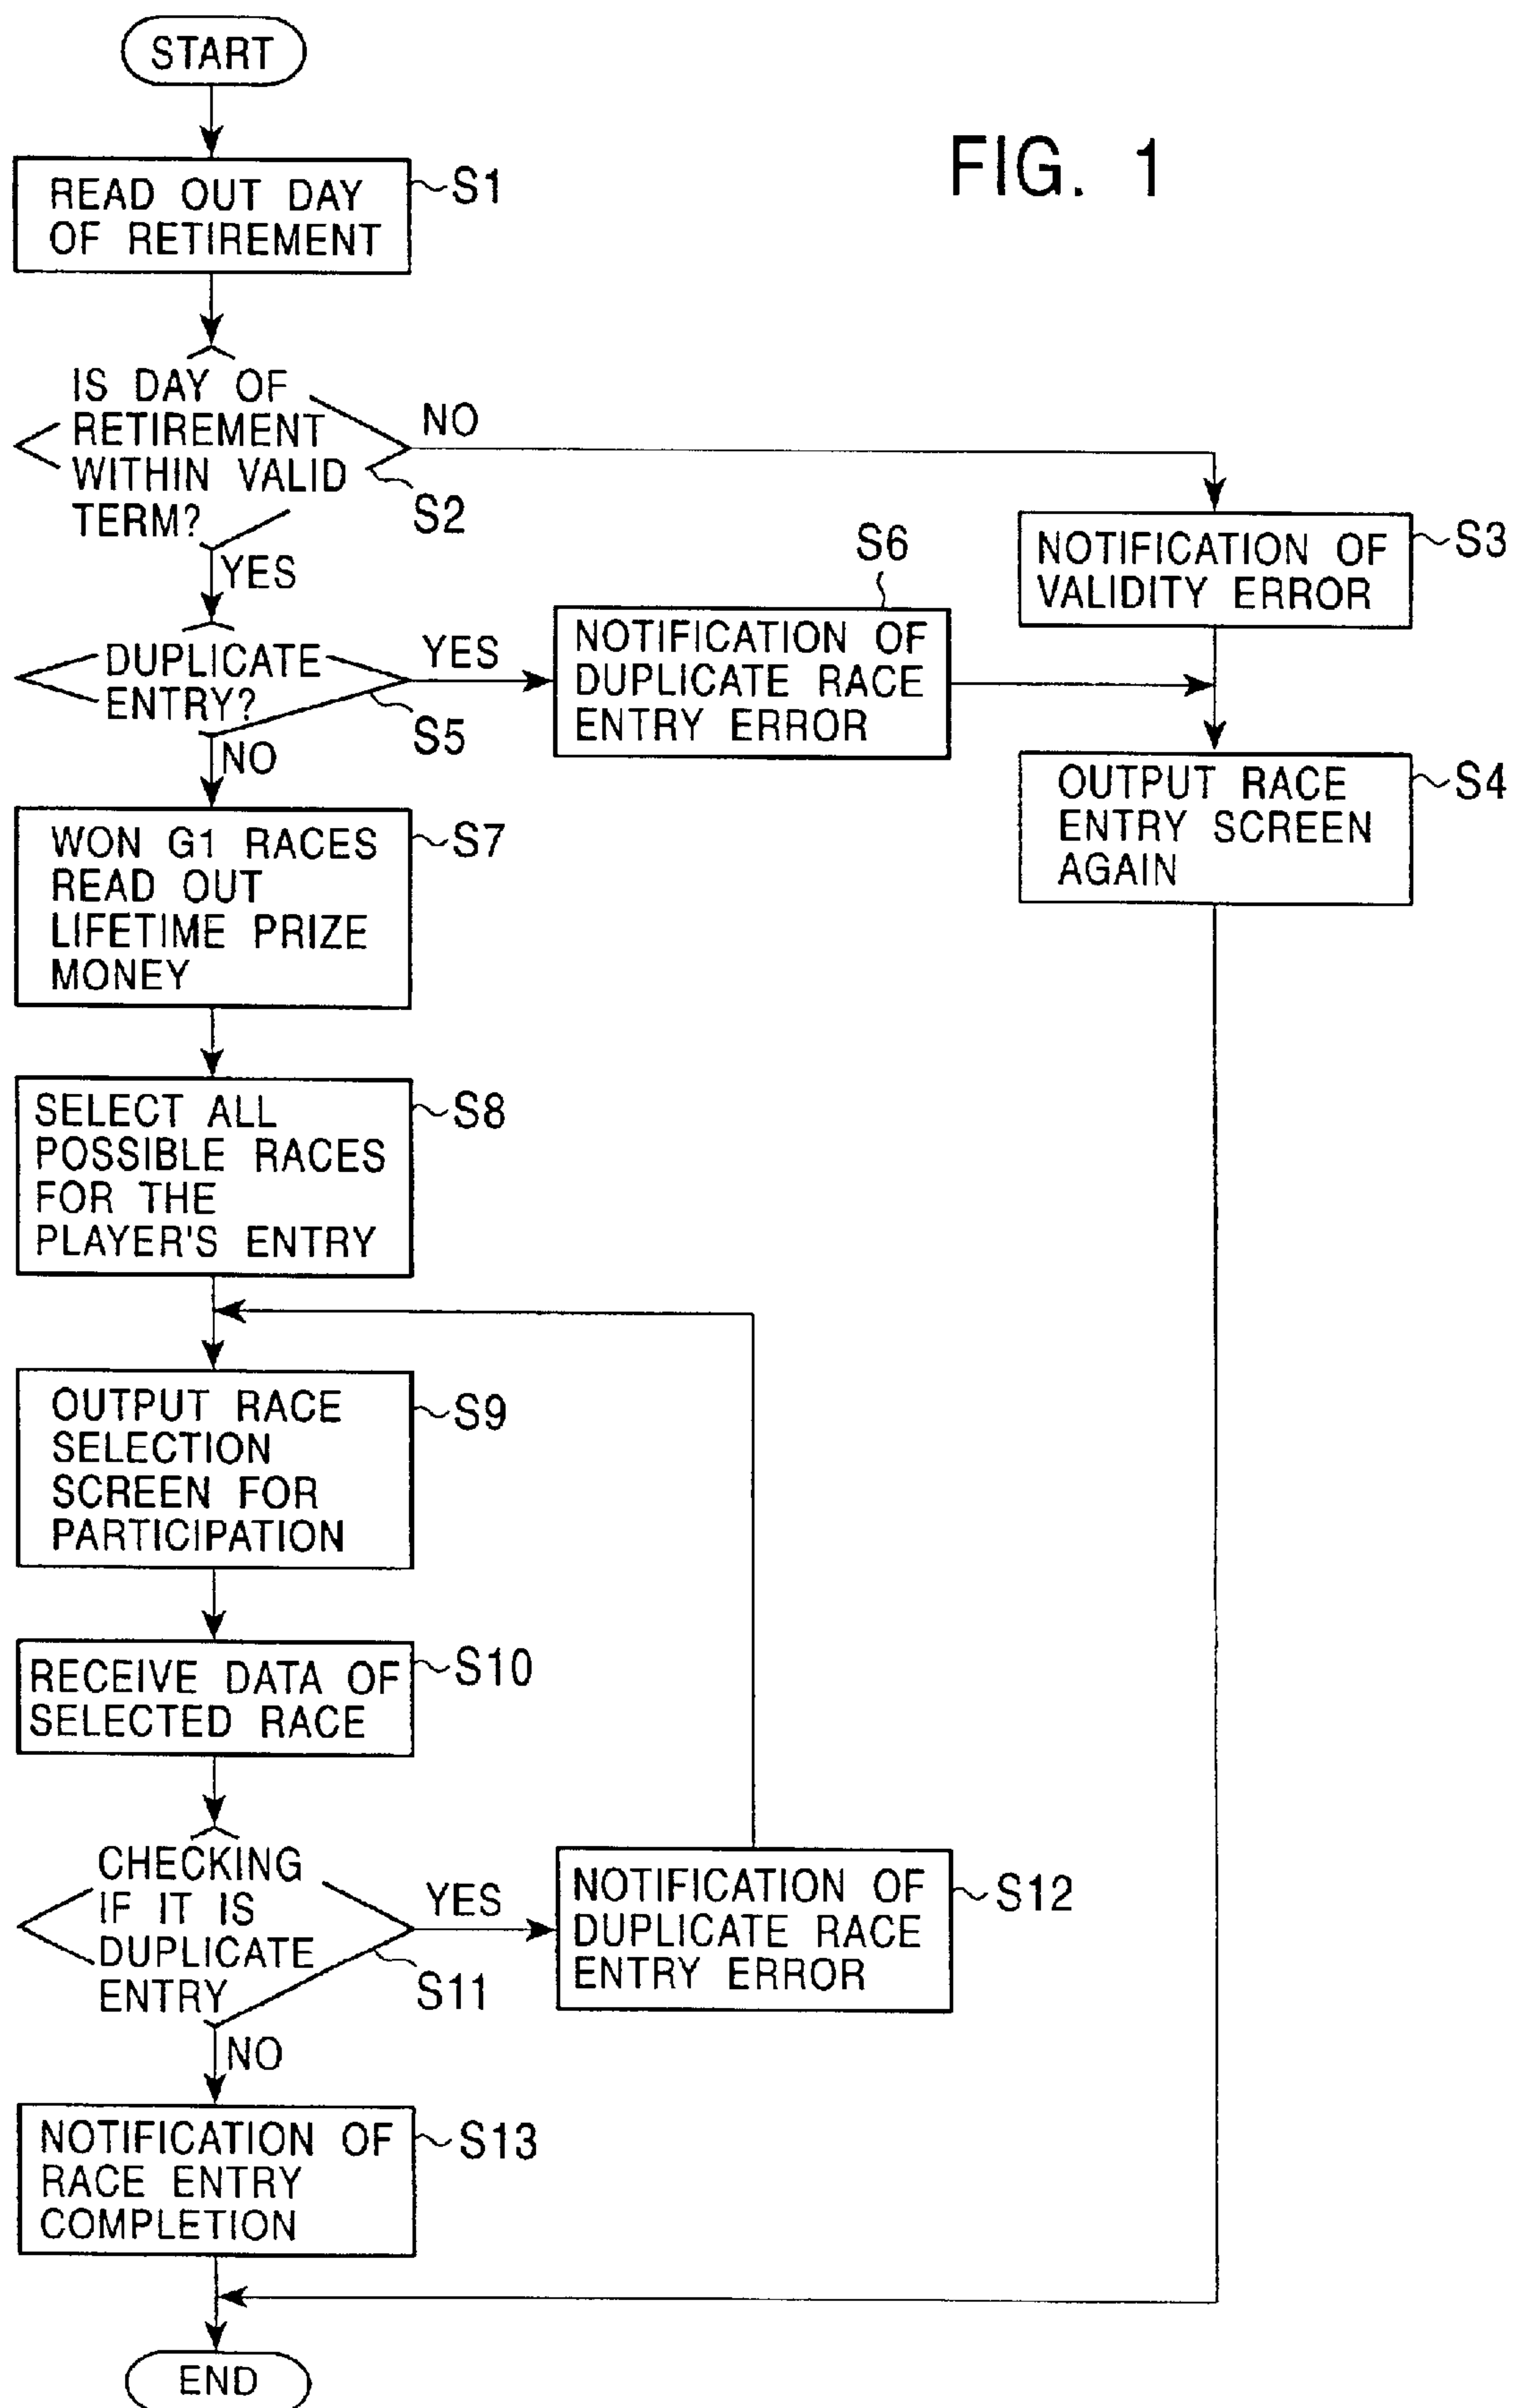 START
FIG. 1
READ OUT DAY
OF RETIREMENT
S1
IS DAY OF
RETIREMENT
WITHIN VALID
TERM?
S2
NO
YES
NOTIFICATION OF
VALIDITY ERROR
S3
DUPLICATE
ENTRY?
S5
YES
NO
S6
NOTIFICATION OF
DUPLICATE RACE
ENTRY ERROR
OUTPUT RACE
ENTRY SCREEN
AGAIN
S4
WON G1 RACES
READ OUT
LIFETIME PRIZE
MONEY
S7
SELECT ALL
POSSIBLE RACES
FOR THE
PLAYER'S ENTRY
S8
OUTPUT RACE
SELECTION
SCREEN FOR
PARTICIPATION
S9
RECEIVE DATA OF
SELECTED RACE
S10
CHECKING
IF IT IS
DUPLICATE
ENTRY
S11
YES
NO
NOTIFICATION OF
DUPLICATE RACE
ENTRY ERROR
S12
NOTIFICATION OF
RACE ENTRY
COMPLETION
S13
END